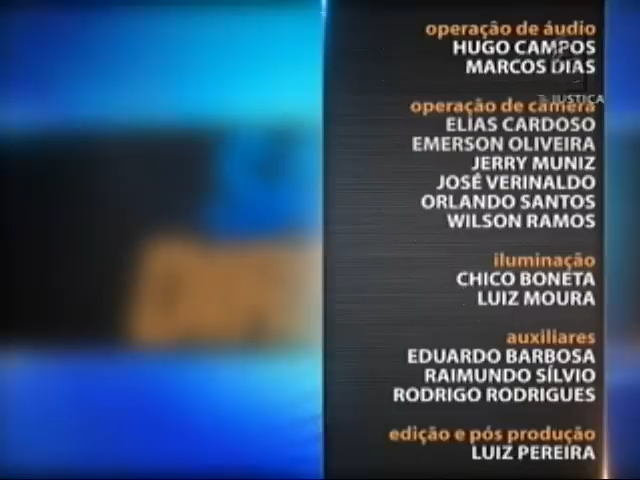 operação de áudio
HUGO CAMPOS
MARCOS DIAS
JUSTIÇA
operação de câmera
ELIAS CARDOSO
EMERSON OLIVEIRA
JERRY MUNIZ
JOSÉ VERINALDO
ORLANDO SANTOS
WILSON RAMOS
iluminação
CHICO BONETA
LUIZ MOURA
auxiliares
EDUARDO BARBOSA
RAIMUNDO SÍLVIO
RODRIGO RODRIGUES
edição e pós produção
LUIZ PEREIRA